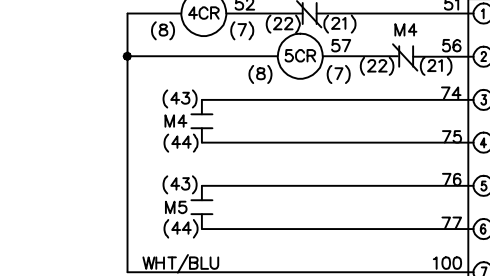 4CR 52 51 1
(8) (7) (22) (21)
M4
5CR 57 56 2
(8) (7) (22) (21)
(43) 74 3
M4
(44) 75 4
(43) 76 5
M5
(44) 77 6
WHT/BLU 100 7